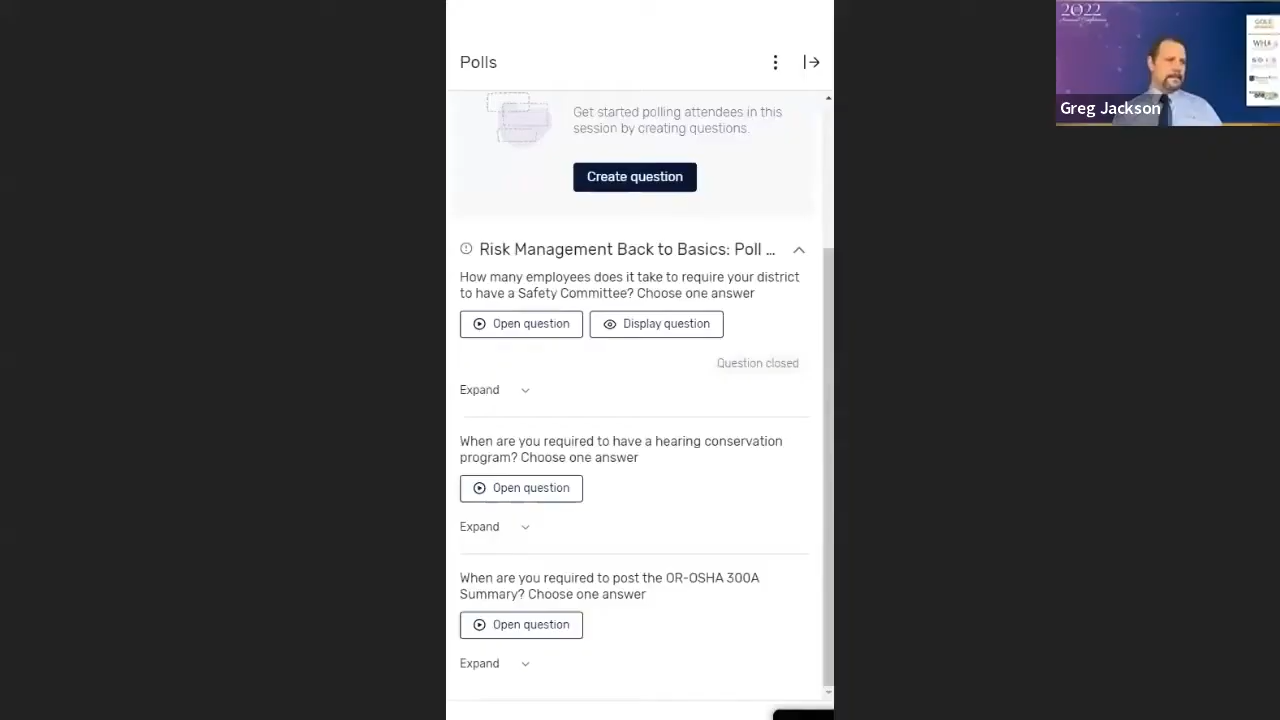 Polls
Get started polling attendees in this
session by creating questions.
Create question
Risk Management Back to Basics: Poll ...
How many employees does it take to require your district
to have a Safety Committee? Choose one answer
Open question
Display question
Question closed
Expand
When are you required to have a hearing conservation
program? Choose one answer
Open question
Expand
When are you required to post the OR-OSHA 300A
Summary? Choose one answer
Open question
Expand
2022
Greg Jackson